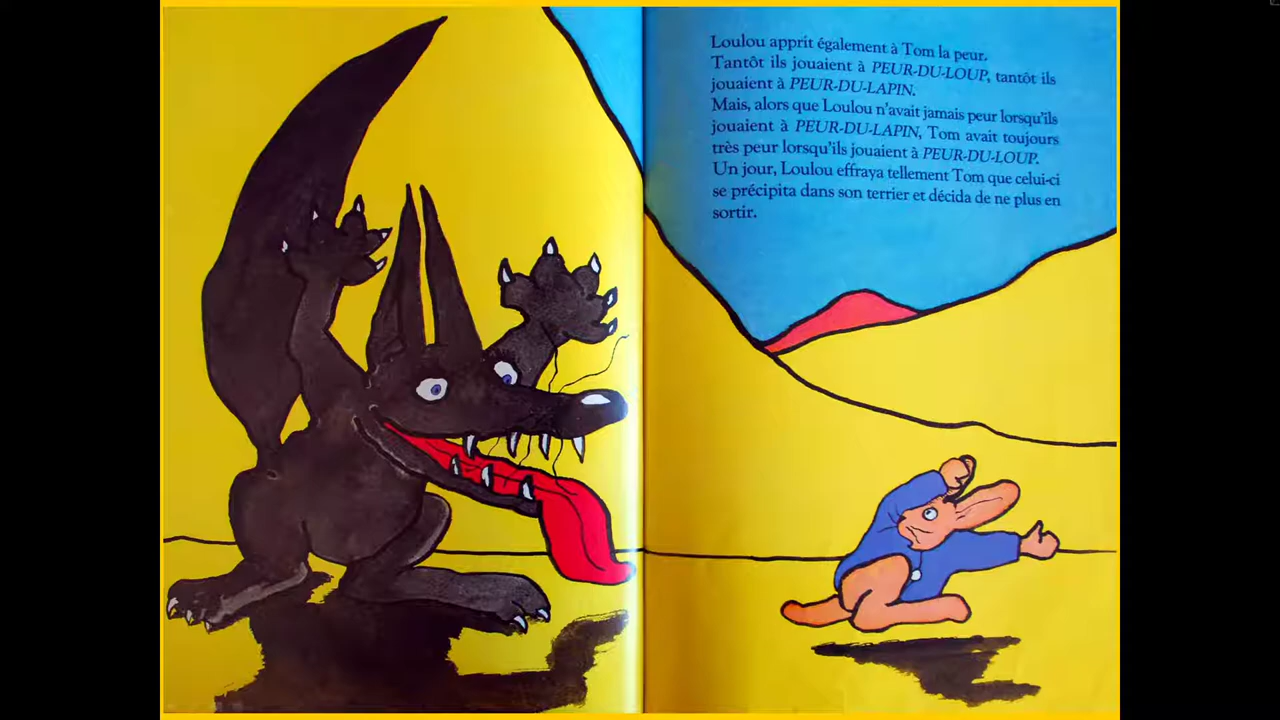 Loulou apprit également à Tom la peur.
Tantôt ils jouaient à PEUR-DU-LOUP, tantôt ils
jouaient à PEUR-DU-LAPIN.
Mais, alors que Loulou n'avait jamais peur lorsqu'ils
jouaient à PEUR-DU-LAPIN, Tom avait toujours
très peur lorsqu'ils jouaient à PEUR-DU-LOUP.
Un jour, Loulou effraya tellement Tom que celui-ci
se précipita dans son terrier et décida de ne plus en
sortir.